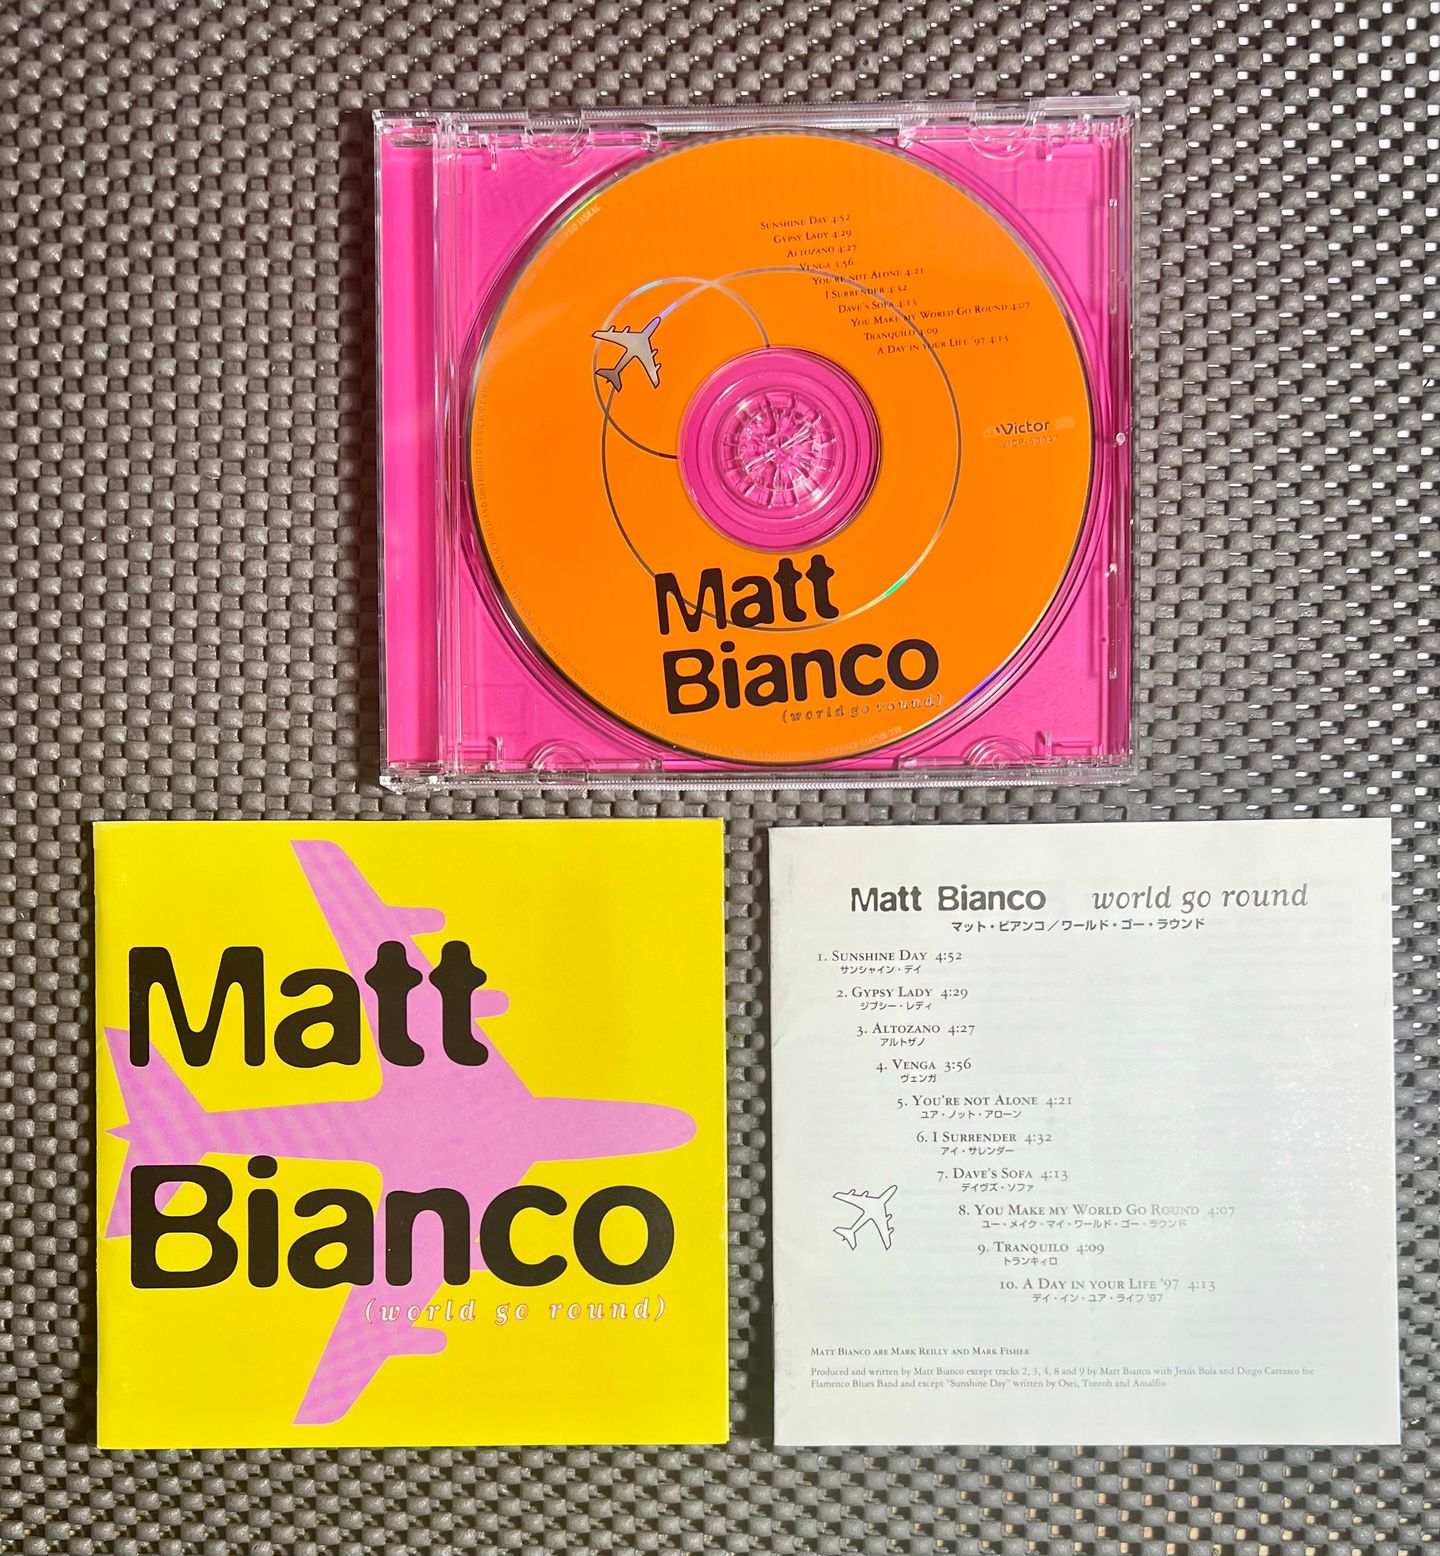 SUNSHINE DAY 4:52
GYPSY LADY 4:29
ALTOZANO 4:27
VENGA 3:56
YOU'RE NOT ALONE 4:21
I SURRENDER 4:32
DAVE'S SOFA 4:13
YOU MAKE MY WORLD GO ROUND 4:07
TRANQUILO 4:09
A DAY IN YOUR LIFE '97 4:13
Victor
Matt
Bianco
(world go round)
Matt
Bianco
(world go round)
Matt Bianco world go round
マット・ビアンコ／ワールド・ゴー・ラウンド
1. SUNSHINE DAY 4:52
サンシャイン・デイ
2. GYPSY LADY 4:29
ジプシー・レディ
3. ALTOZANO 4:27
アルトザノ
4. VENGA 3:56
ヴェンガ
5. YOU'RE NOT ALONE 4:21
ユア・ノット・アローン
6. I SURRENDER 4:32
アイ・サレンダー
7. DAVE'S SOFA 4:13
デイヴズ・ソファ
8. YOU MAKE MY WORLD GO ROUND 4:07
ユー・メイク・マイ・ワールド・ゴー・ラウンド
9. TRANQUILO 4:09
トランキィロ
10. A DAY IN YOUR LIFE '97 4:13
デイ・イン・ユア・ライフ '97
MATT BIANCO ARE MARK REILLY AND MARK FISHER
Produced and written by Matt Bianco except tracks 2, 3, 4, 8 and 9 by Matt Bianco with Jesús Bola and Diego Carrasco for
Flamenco Blues Band and except "Sunshine Day" written by Osei, Tontoh and Amalfio